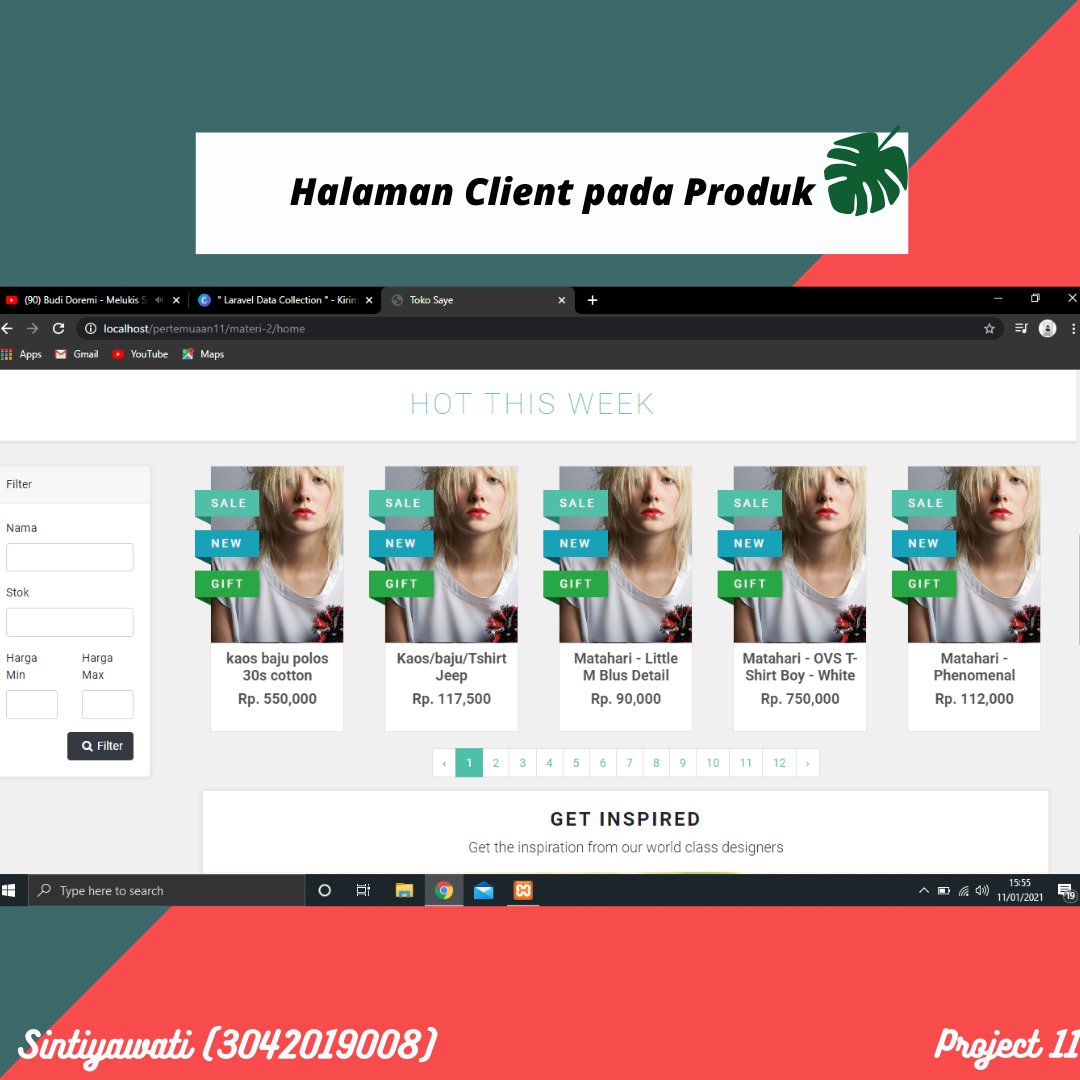 Halaman Client pada Produk
(90) Budi Doremi - Melukis S
" Laravel Data Collection " - Kirim
Toko Saye
localhost/pertemuaan11/materi-2/home
Apps Gmail YouTube Maps
HOT THIS WEEK
Filter
Nama
Stok
Harga Min
Harga Max
Filter
SALE SALE SALE SALE SALE
NEW NEW NEW NEW NEW
GIFT GIFT GIFT GIFT GIFT
kaos baju polos
30s cotton
Rp. 550,000
Kaos/baju/Tshirt
Jeep
Rp. 117,500
Matahari - Little
M Blus Detail
Rp. 90,000
Matahari - OVS T-
Shirt Boy - White
Rp. 750,000
Matahari -
Phenomenal
Rp. 112,000
‹ 1 2 3 4 5 6 7 8 9 10 11 12 ›
GET INSPIRED
Get the inspiration from our world class designers
Type here to search
15:55
11/01/2021
19
Sintiyawati (3042019008)
Project 11